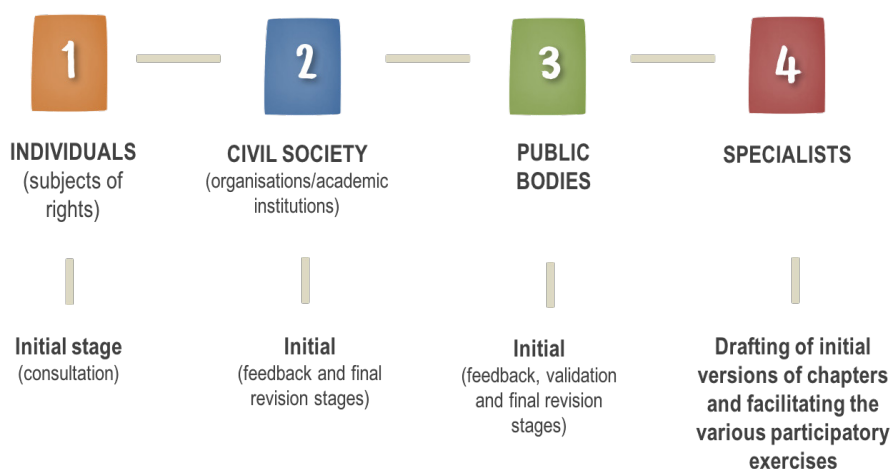 1
2
3
4
INDIVIDUALS
(subjects of
rights)
CIVIL SOCIETY
(organisations/academic
institutions)
PUBLIC
BODIES
SPECIALISTS
Initial stage
(consultation)
Initial
(feedback and final
revision stages)
Initial
(feedback, validation
and final revision
stages)
Drafting of initial
versions of chapters
and facilitating the
various participatory
exercises